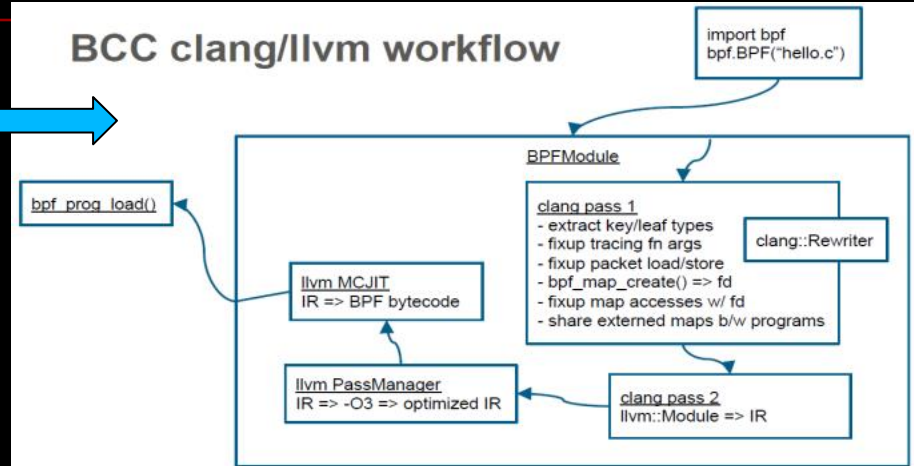 BCC clang/llvm workflow
import bpf
bpf.BPF("hello.c")
BPFModule
bpf_prog_load()
clang pass 1
- extract key/leaf types
- fixup tracing fn args
- fixup packet load/store
- bpf_map_create() => fd
- fixup map accesses w/ fd
- share externed maps b/w programs
clang::Rewriter
llvm MCJIT
IR => BPF bytecode
llvm PassManager
IR => -O3 => optimized IR
clang pass 2
llvm::Module => IR